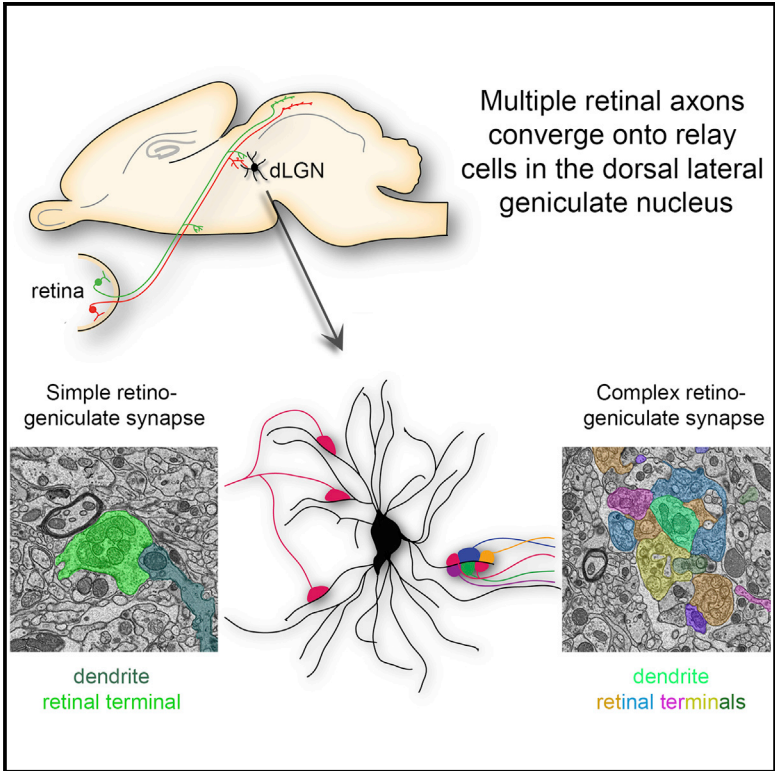 Multiple retinal axons
converge onto relay
cells in the dorsal lateral
geniculate nucleus
dLGN
retina
Simple retino-
geniculate synapse
dendrite
retinal terminal
Complex retino-
geniculate synapse
dendrite
retinal terminals